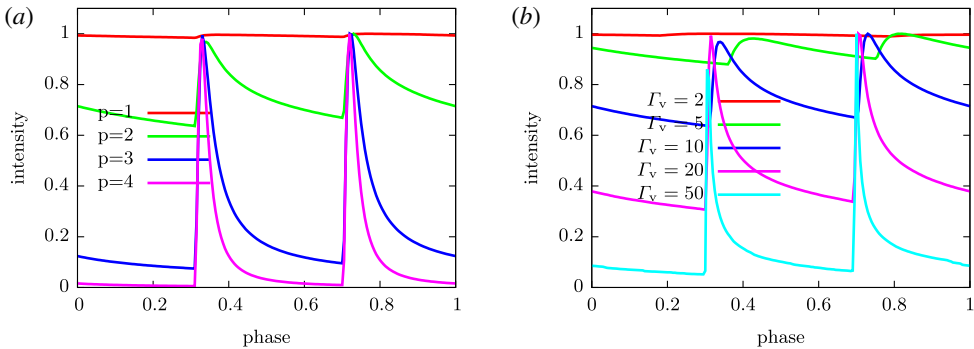 (a)
intensity
1
0.8
0.6
0.4
0.2
0
p=1
p=2
p=3
p=4
0 0.2 0.4 0.6 0.8 1
phase
(b)
intensity
1
0.8
0.6
0.4
0.2
0
Γv = 2
Γv = 5
Γv = 10
Γv = 20
Γv = 50
0 0.2 0.4 0.6 0.8 1
phase